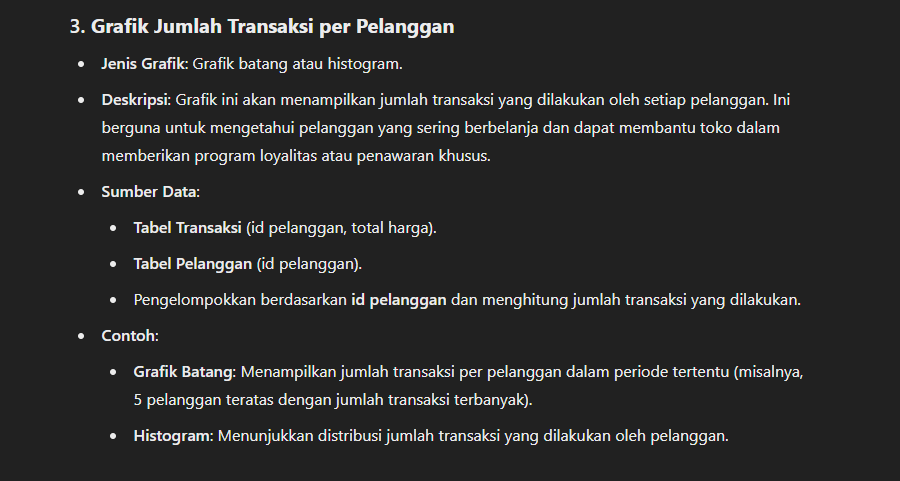 3. Grafik Jumlah Transaksi per Pelanggan
• Jenis Grafik: Grafik batang atau histogram.
• Deskripsi: Grafik ini akan menampilkan jumlah transaksi yang dilakukan oleh setiap pelanggan. Ini
berguna untuk mengetahui pelanggan yang sering berbelanja dan dapat membantu toko dalam
memberikan program loyalitas atau penawaran khusus.
• Sumber Data:
• Tabel Transaksi (id pelanggan, total harga).
• Tabel Pelanggan (id pelanggan).
• Pengelompokkan berdasarkan id pelanggan dan menghitung jumlah transaksi yang dilakukan.
• Contoh:
• Grafik Batang: Menampilkan jumlah transaksi per pelanggan dalam periode tertentu (misalnya,
5 pelanggan teratas dengan jumlah transaksi terbanyak).
• Histogram: Menunjukkan distribusi jumlah transaksi yang dilakukan oleh pelanggan.